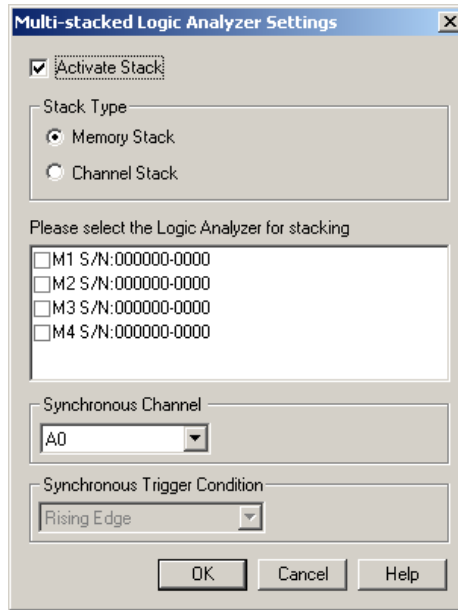 Multi-stacked Logic Analyzer Settings
Activate Stack
Stack Type
Memory Stack
Channel Stack
Please select the Logic Analyzer for stacking
M1 S/N:000000-0000
M2 S/N:000000-0000
M3 S/N:000000-0000
M4 S/N:000000-0000
Synchronous Channel
A0
Synchronous Trigger Condition
Rising Edge
OK Cancel Help